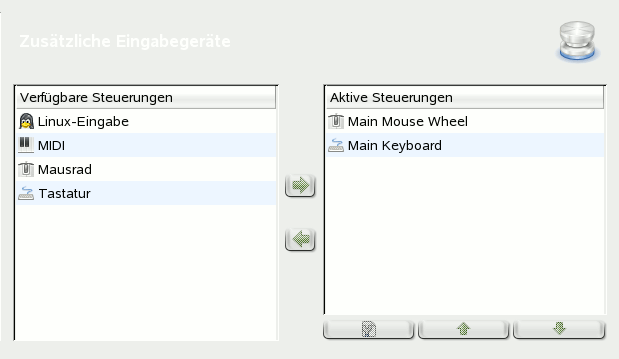 Zusätzliche Eingabegeräte
Verfügbare Steuerungen
Linux-Eingabe
MIDI
Mausrad
Tastatur
Aktive Steuerungen
Main Mouse Wheel
Main Keyboard